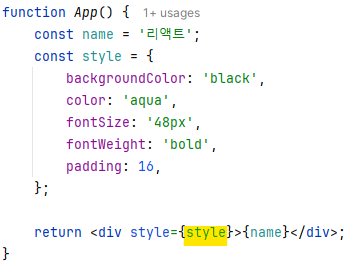 function App() { 1+ usages
const name = '리액트';
const style = {
backgroundColor: 'black',
color: 'aqua',
fontSize: '48px',
fontWeight: 'bold',
padding: 16,
};
return <div style={style}>{name}</div>;
}